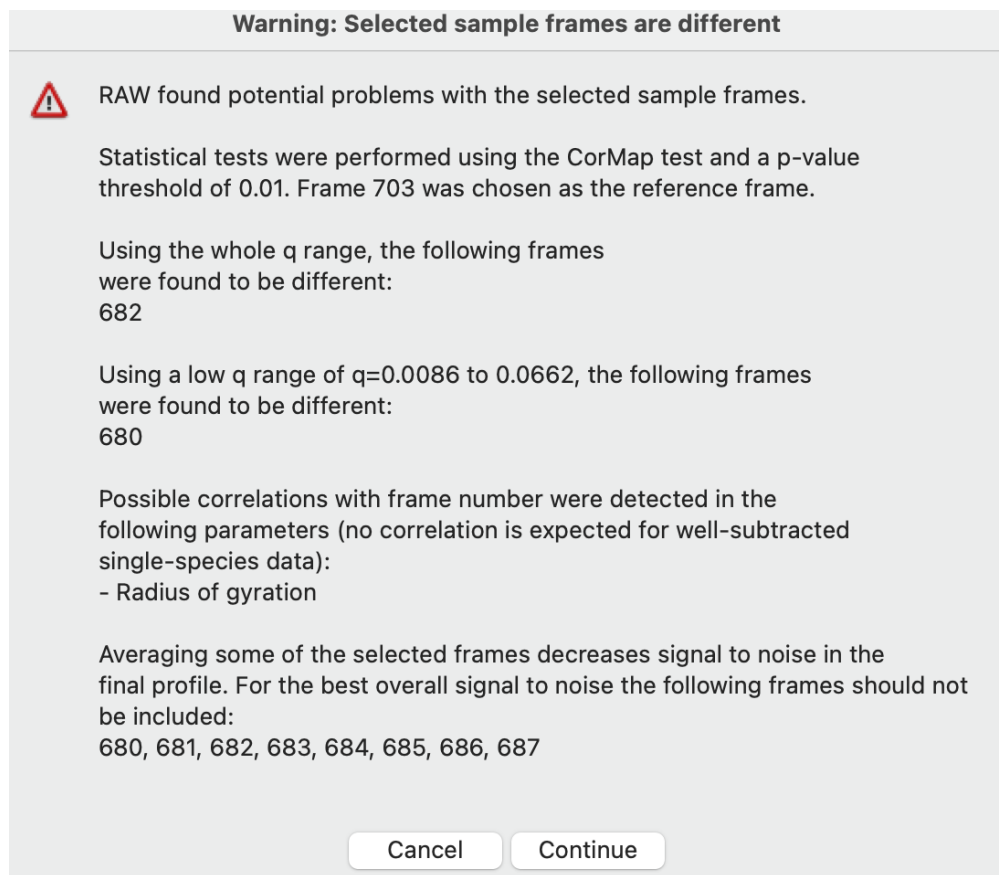 Warning: Selected sample frames are different
RAW found potential problems with the selected sample frames.
Statistical tests were performed using the CorMap test and a p-value
threshold of 0.01. Frame 703 was chosen as the reference frame.
Using the whole q range, the following frames
were found to be different:
682
Using a low q range of q=0.0086 to 0.0662, the following frames
were found to be different:
680
Possible correlations with frame number were detected in the
following parameters (no correlation is expected for well-subtracted
single-species data):
- Radius of gyration
Averaging some of the selected frames decreases signal to noise in the
final profile. For the best overall signal to noise the following frames should not
be included:
680, 681, 682, 683, 684, 685, 686, 687
Cancel Continue